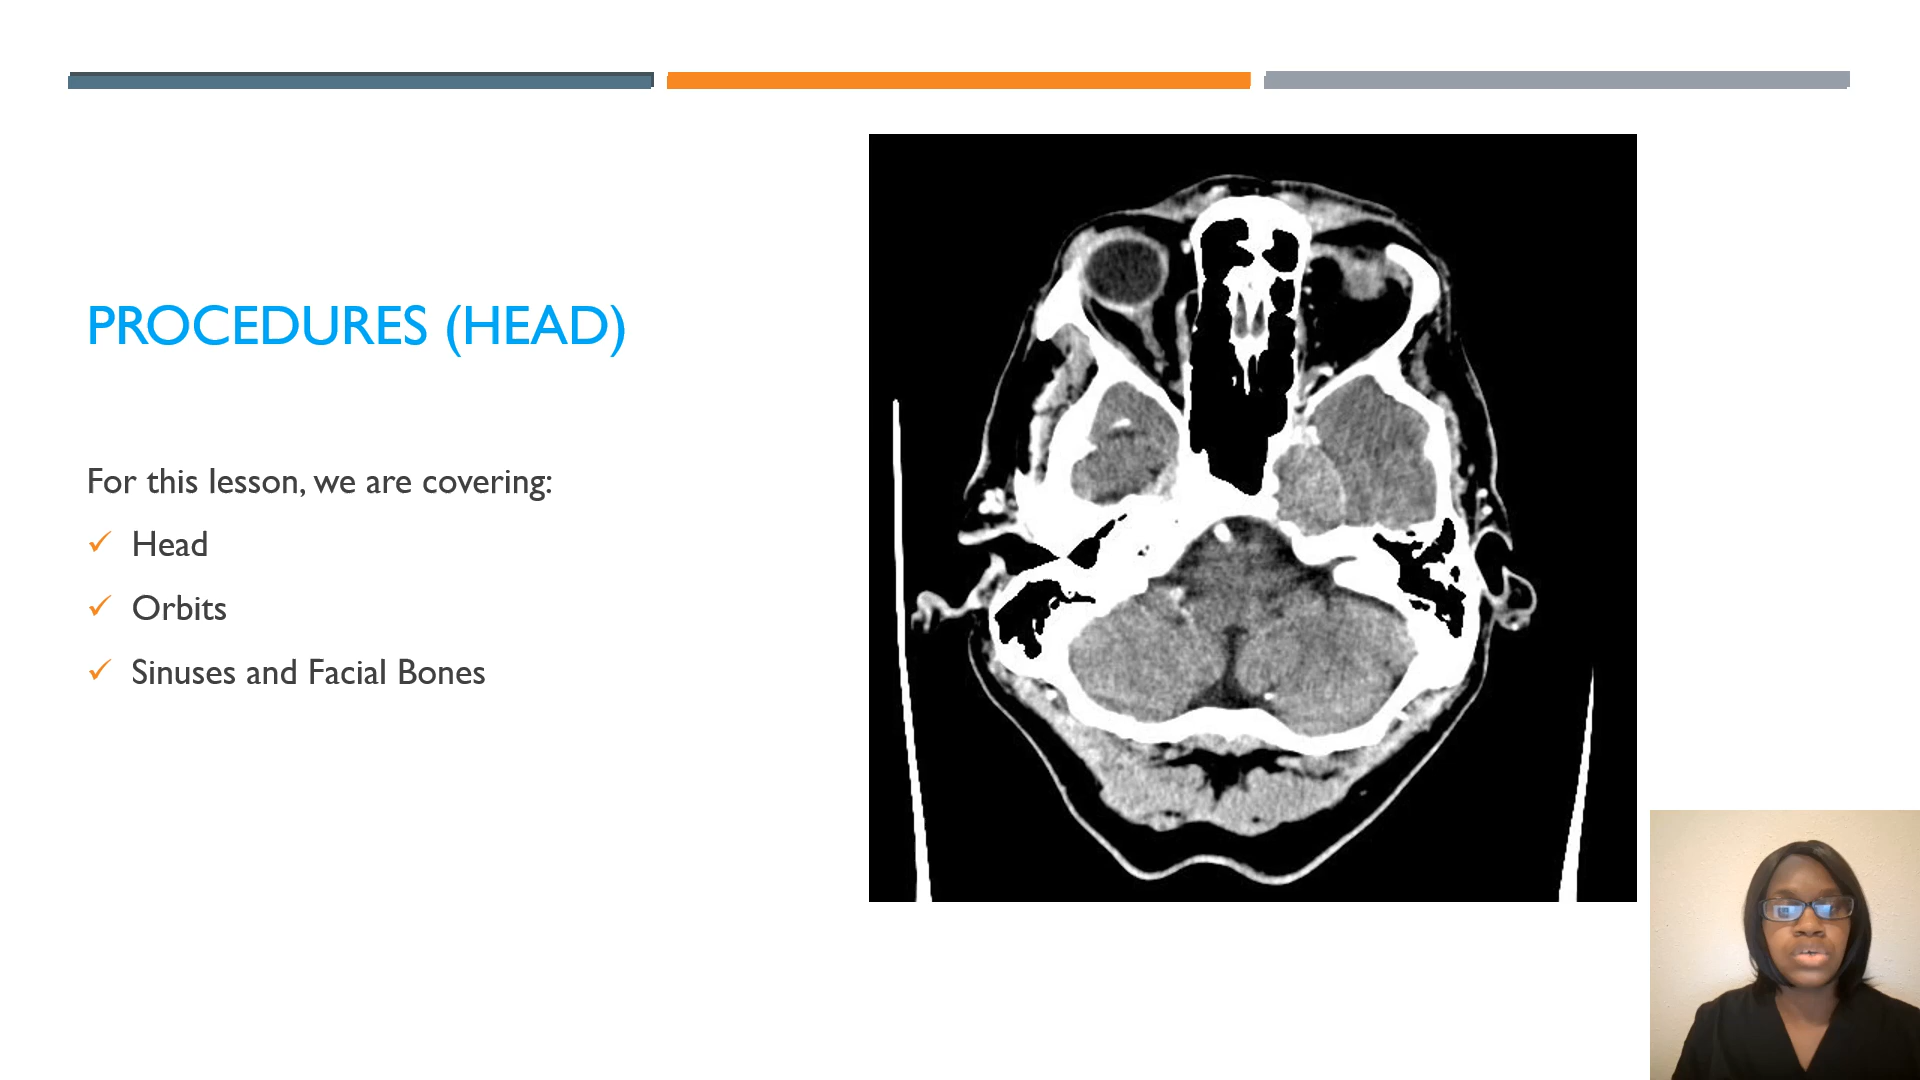 PROCEDURES (HEAD)
For this lesson, we are covering:
✓ Head
✓ Orbits
✓ Sinuses and Facial Bones